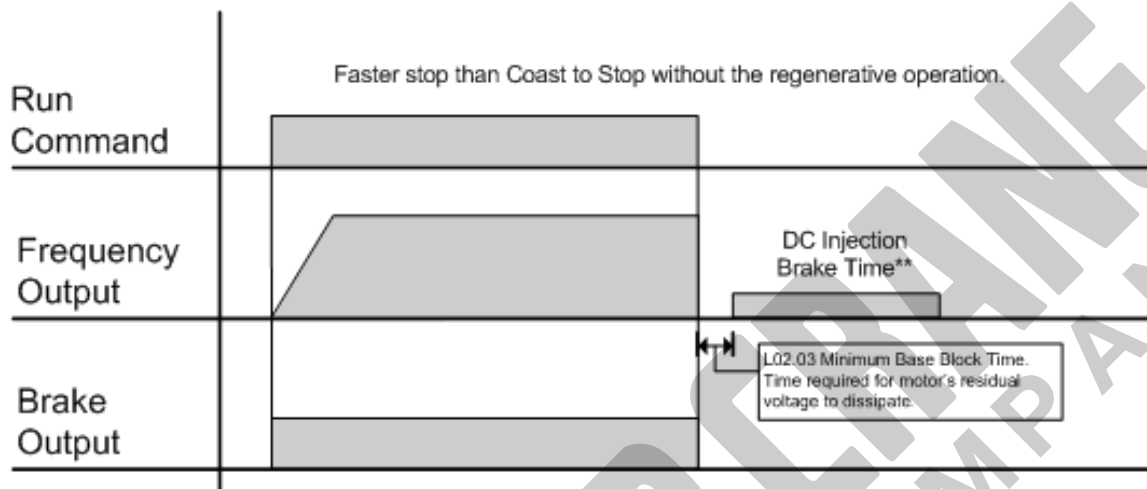 Faster stop than Coast to Stop without the regenerative operation.
Run
Command
Frequency
Output
DC Injection
Brake Time**
L02.03 Minimum Base Block Time.
Time required for motor's residual
voltage to dissipate.
Brake
Output
CRANE